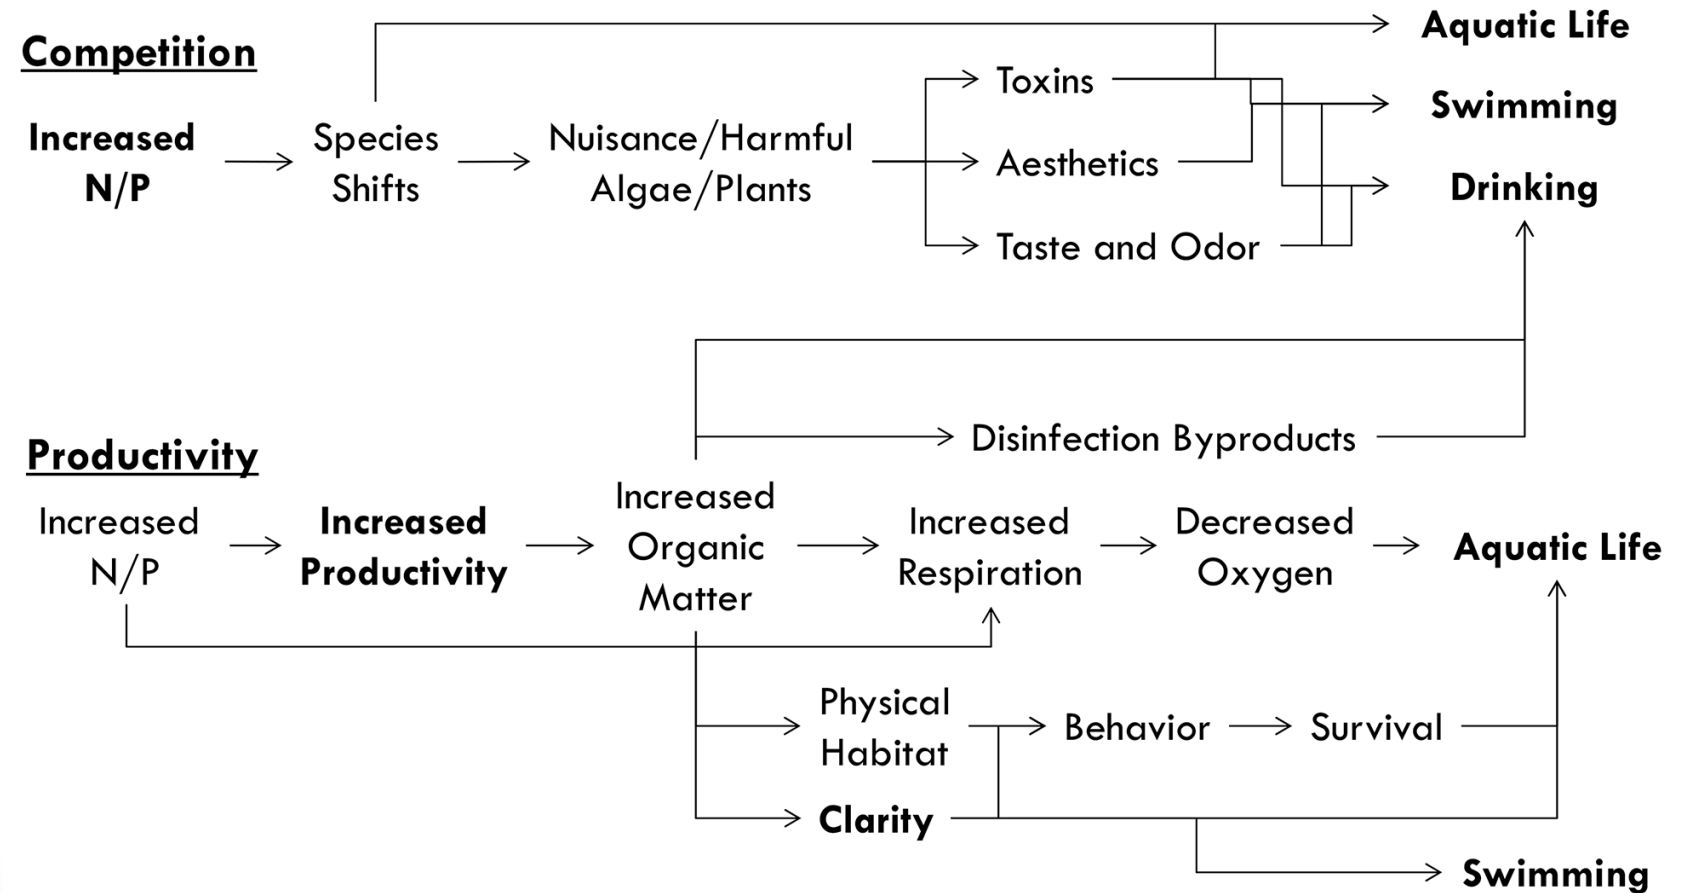 Competition
Increased
N/P
Species
Shifts
Nuisance/Harmful
Algae/Plants
Toxins
Aesthetics
Taste and Odor
Aquatic Life
Swimming
Drinking
Productivity
Increased
N/P
Increased
Productivity
Increased
Organic
Matter
Disinfection Byproducts
Increased
Respiration
Decreased
Oxygen
Aquatic Life
Physical
Habitat
Behavior
Survival
Clarity
Swimming